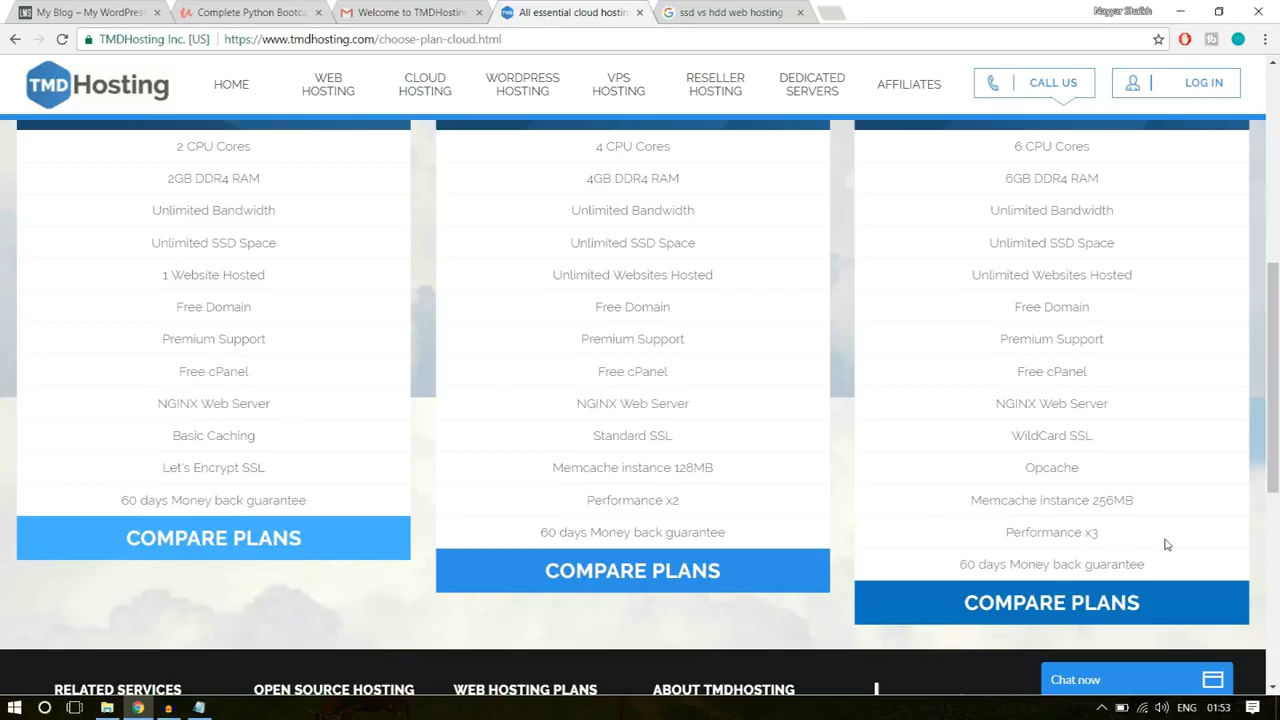 My Blog – My WordPress
Complete Python Bootca
Welcome to TMDHosting
All essential cloud hosting
ssd vs hdd web hosting -
Nayyar Shaikh
TMDHosting Inc. [US]
https://www.tmdhosting.com/choose-plan-cloud.html
TMDHosting
HOME
WEB
HOSTING
CLOUD
HOSTING
WORDPRESS
HOSTING
VPS
HOSTING
RESELLER
HOSTING
DEDICATED
SERVERS
AFFILIATES
CALL US
LOG IN
2 CPU Cores
2GB DDR4 RAM
Unlimited Bandwidth
Unlimited SSD Space
1 Website Hosted
Free Domain
Premium Support
Free cPanel
NGINX Web Server
Basic Caching
Let's Encrypt SSL
60 days Money back guarantee
COMPARE PLANS
4 CPU Cores
4GB DDR4 RAM
Unlimited Bandwidth
Unlimited SSD Space
Unlimited Websites Hosted
Free Domain
Premium Support
Free cPanel
NGINX Web Server
Standard SSL
Memcache instance 128MB
Performance x2
60 days Money back guarantee
COMPARE PLANS
6 CPU Cores
6GB DDR4 RAM
Unlimited Bandwidth
Unlimited SSD Space
Unlimited Websites Hosted
Free Domain
Premium Support
Free cPanel
NGINX Web Server
WildCard SSL
Opcache
Memcache instance 256MB
Performance x3
60 days Money back guarantee
COMPARE PLANS
RELATED SERVICES
OPEN SOURCE HOSTING
WEB HOSTING PLANS
ABOUT TMDHOSTING
Chat now
ENG
01:53